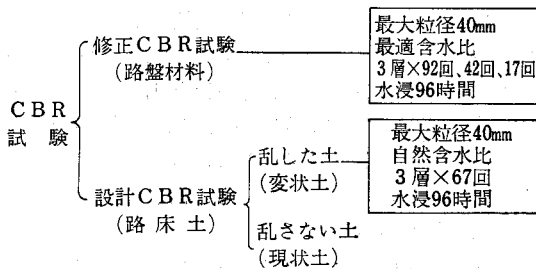 CBR
試験
修正CBR試験
(路盤材料)
最大粒径40mm
最適含水比
3層×92回、42回、17回
水浸96時間
設計CBR試験
(路床土)
乱した土
(変状土)
最大粒径40mm
自然含水比
3層×67回
水浸96時間
乱さない土
(現状土)